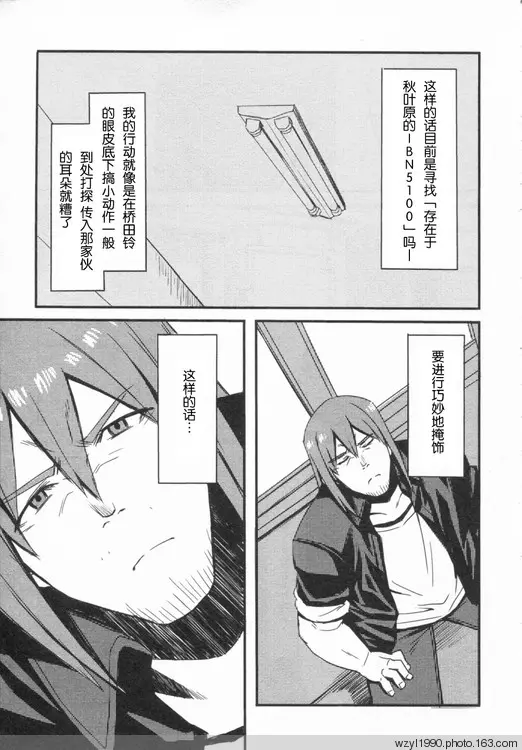 这样的话目前是寻找「存在于
秋叶原的IBN5100」吗—
我的行动就像是在桥田铃
的眼皮底下搞小动作一般
到处打探 传入那家伙
的耳朵就糟了
要进行巧妙地掩饰
这样的话…
wzyl1990.photo.163.com